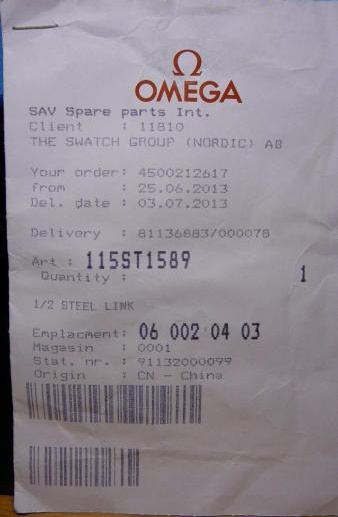 Ω
OMEGA
SAV Spare parts Int.
Client : 11810
THE SWATCH GROUP (NORDIC) AB
Your order: 4500212617
from : 25.06.2013
Del. date : 03.07.2013
Delivery : 81136883/000078
Art : 115ST1589
Quantity : 1
1/2 STEEL LINK
Emplacment: 06 002 04 03
Magasin : 0001
Stat. nr. : 91132000099
Origin : CN - China